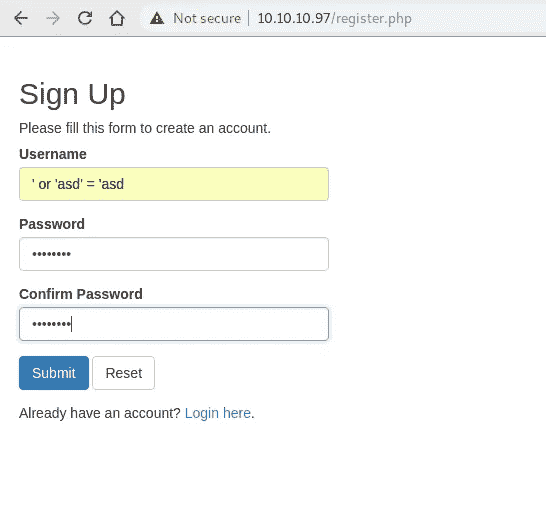 Not secure | 10.10.10.97/register.php
Sign Up
Please fill this form to create an account.
Username
' or 'asd' = 'asd
Password
••••••••
Confirm Password
••••••••
Submit Reset
Already have an account? Login here.